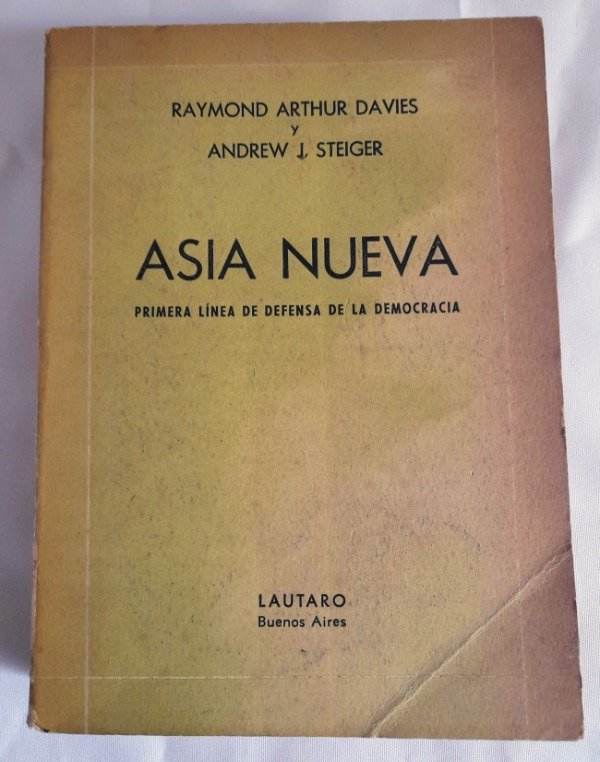 RAYMOND ARTHUR DAVIES
Y
ANDREW J. STEIGER
ASIA NUEVA
PRIMERA LÍNEA DE DEFENSA DE LA DEMOCRACIA
LAUTARO
Buenos Aires